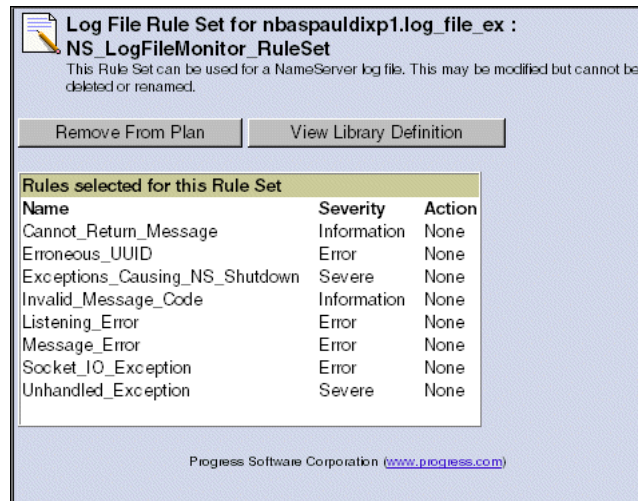 Log File Rule Set for nbaspauldixp1.log_file_ex :
NS_LogFileMonitor_RuleSet
This Rule Set can be used for a NameServer log file. This may be modified but cannot be
deleted or renamed.
Remove From Plan View Library Definition
Rules selected for this Rule Set
Name Severity Action
Cannot_Return_Message Information None
Erroneous_UUID Error None
Exceptions_Causing_NS_Shutdown Severe None
Invalid_Message_Code Information None
Listening_Error Error None
Message_Error Error None
Socket_IO_Exception Error None
Unhandled_Exception Severe None
Progress Software Corporation (www.progress.com)